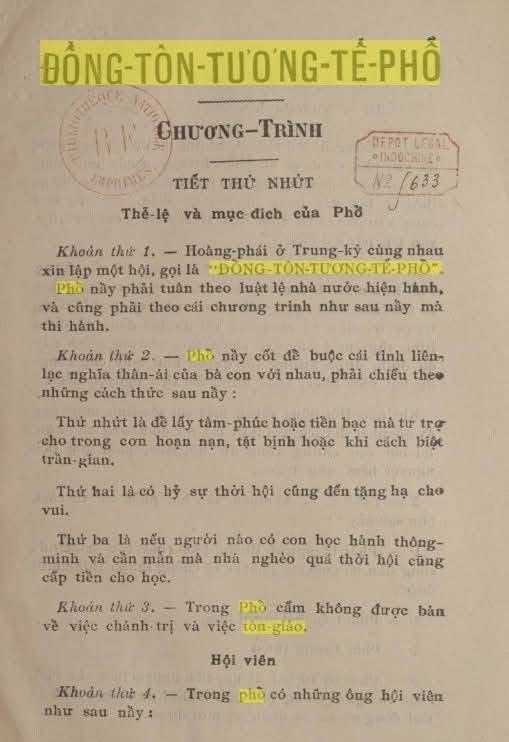 ĐỒNG-TÔN-TƯƠNG-TẾ-PHỔ
CHƯƠNG-TRÌNH
DEPOT LEGAL
INDOCHINE
No 1633
TIẾT THỨ NHỨT
Thể-lệ và mục-đích của Phổ
Khoản thứ 1. — Hoàng-phái ở Trung-kỳ cùng nhau
xin lập một hội, gọi là "ĐỒNG-TÔN-TƯƠNG-TẾ-PHỔ".
Phổ nầy phải tuân theo luật lệ nhà nước hiện hành,
và cũng phải theo cái chương trình như sau nầy mà
thi hành.
Khoản thứ 2. — Phổ nầy cốt để buộc cái tình liên-
lạc nghĩa thân-ái của bà con với nhau, phải chiếu theo
những cách thức sau nầy :
Thứ nhứt là để lấy tâm-phúc hoặc tiền bạc mà tư trợ
cho trong cơn hoạn nạn, tật bịnh hoặc khi cách biệt
trần-gian.
Thứ hai là có hỷ sự thời hội cũng đến tặng hạ cho
vui.
Thứ ba là nếu người nào có con học hành thông-
minh và cần mẫn mà nhà nghèo quá thời hội cũng
cấp tiền cho học.
Khoản thứ 3. — Trong Phổ cấm không được bàn
về việc chánh-trị và việc tôn-giáo.
Hội viên
Khoản thứ 4. — Trong phổ có những ông hội viên
như sau nầy :